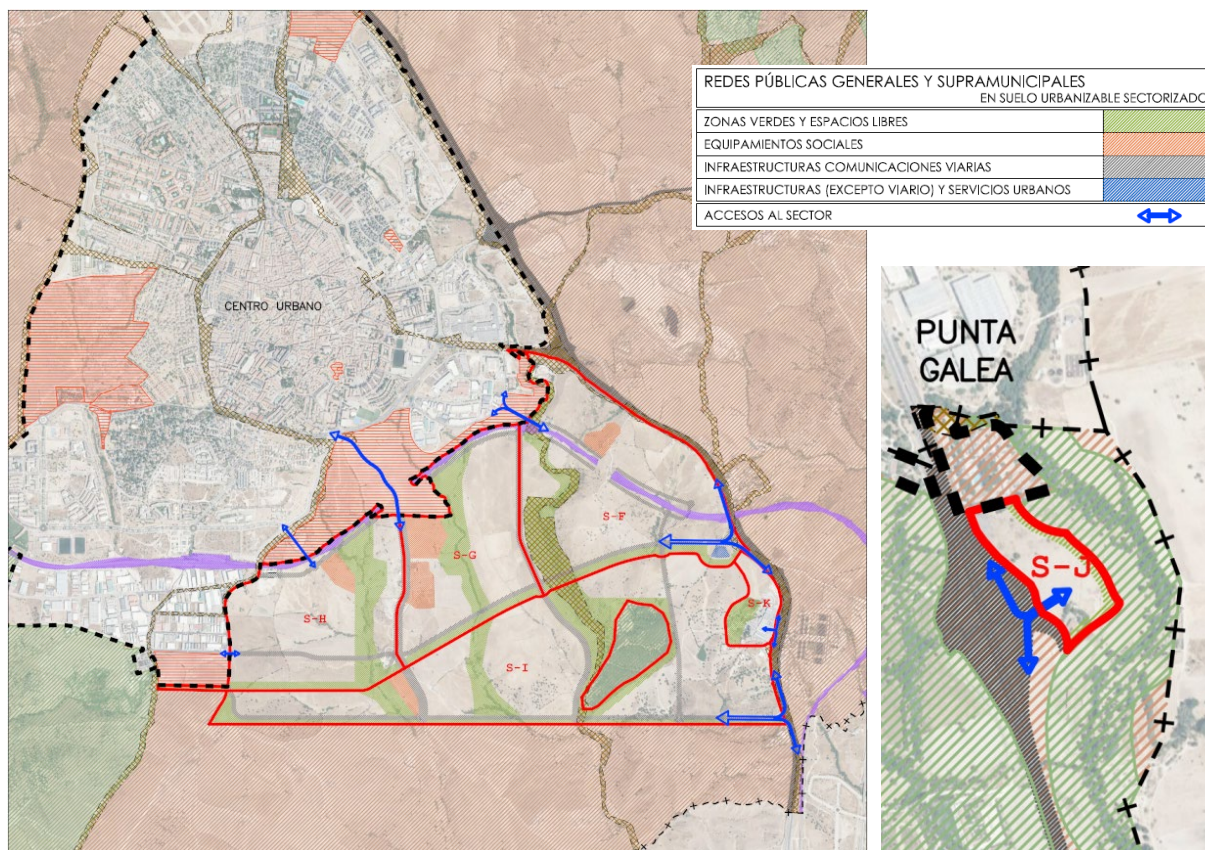 REDES PÚBLICAS GENERALES Y SUPRAMUNICIPALES
EN SUELO URBANIZABLE SECTORIZADO
ZONAS VERDES Y ESPACIOS LIBRES
EQUIPAMIENTOS SOCIALES
INFRAESTRUCTURAS COMUNICACIONES VIARIAS
INFRAESTRUCTURAS (EXCEPTO VIARIO) Y SERVICIOS URBANOS
ACCESOS AL SECTOR
CENTRO URBANO
S-F
S-G
S-K
S-H
S-I
PUNTA
GALEA
S-J